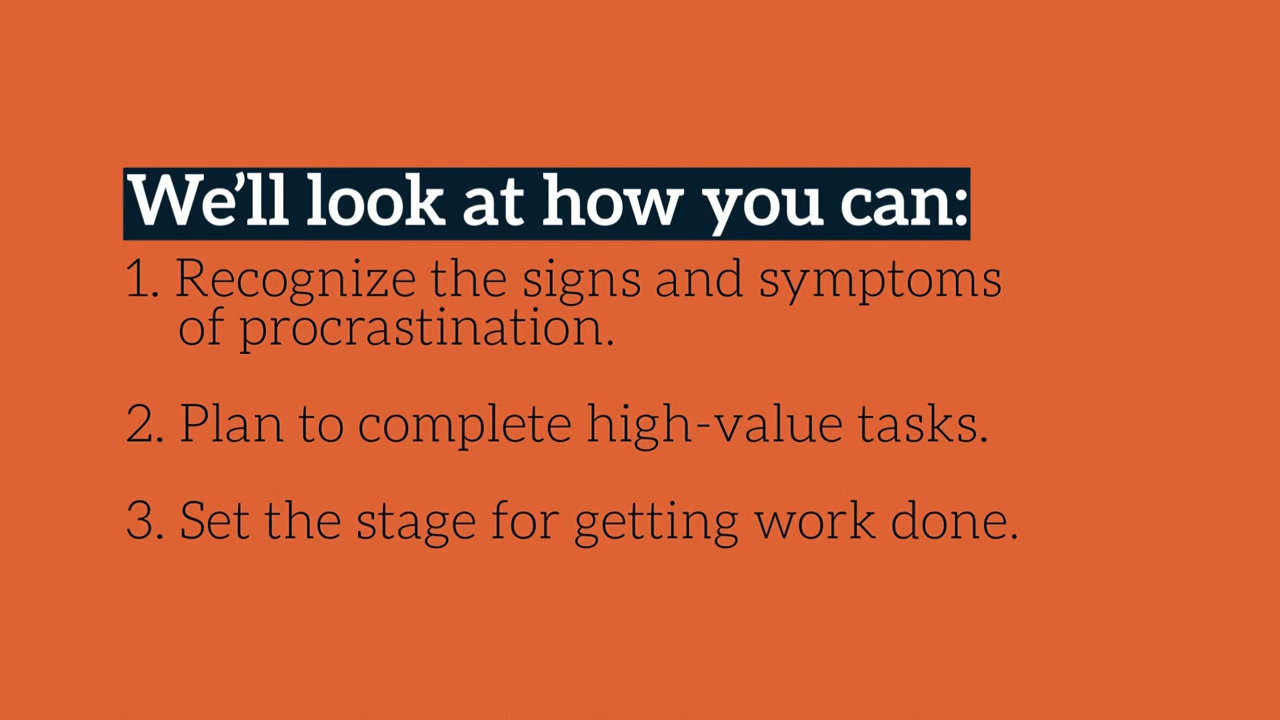 We’ll look at how you can:
1. Recognize the signs and symptoms
of procrastination.
2. Plan to complete high-value tasks.
3. Set the stage for getting work done.